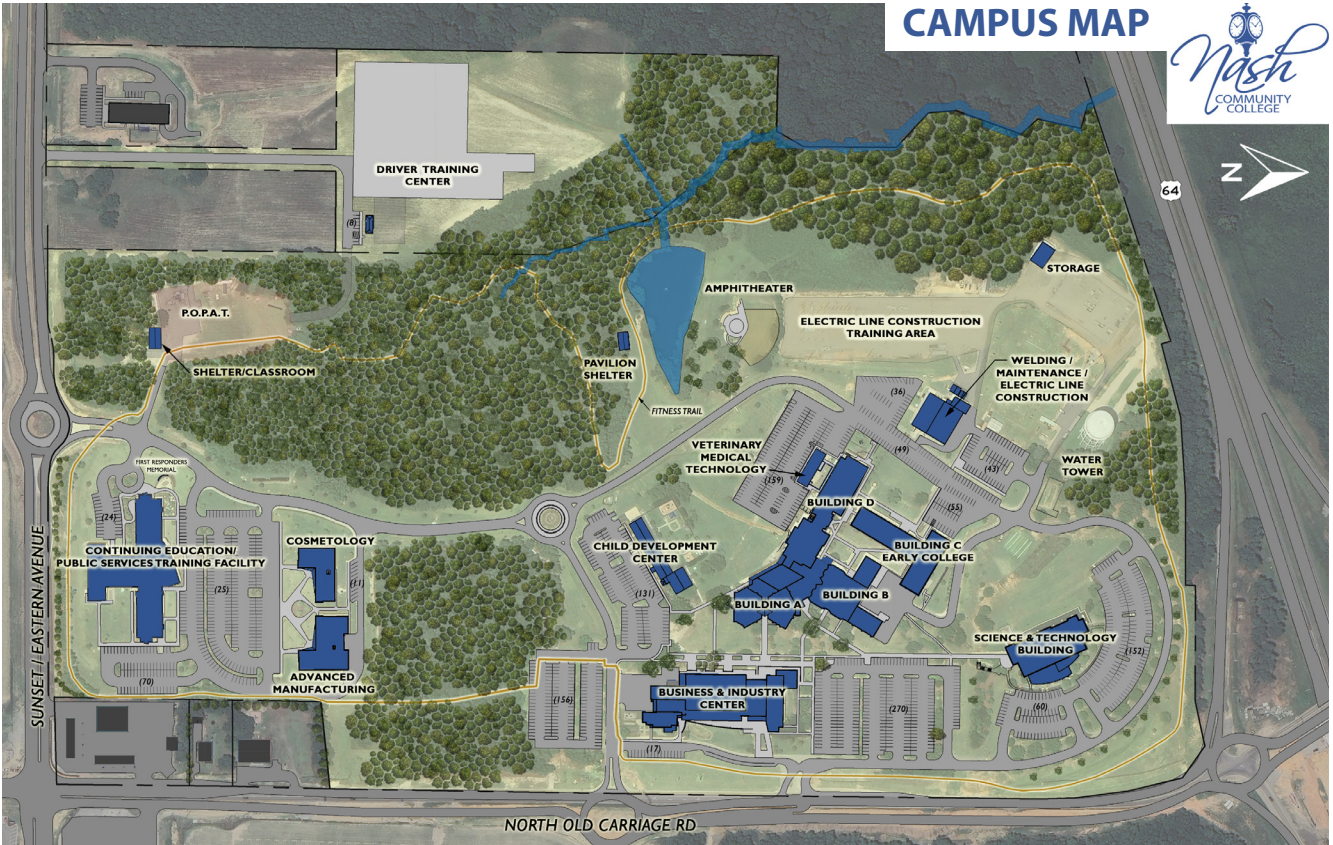 CAMPUS MAP
Nash
COMMUNITY
COLLEGE
N
64
DRIVER TRAINING
CENTER
(8)
STORAGE
AMPHITHEATER
P.O.P.A.T.
ELECTRIC LINE CONSTRUCTION
TRAINING AREA
SHELTER/CLASSROOM
PAVILION
SHELTER
WELDING /
MAINTENANCE /
ELECTRIC LINE
CONSTRUCTION
FITNESS TRAIL
(36)
VETERINARY
MEDICAL
TECHNOLOGY
(49)
(43)
WATER
TOWER
FIRST RESPONDERS
MEMORIAL
(159)
BUILDING D
(55)
(24)
COSMETOLOGY
CHILD DEVELOPMENT
CENTER
BUILDING C
EARLY COLLEGE
CONTINUING EDUCATION/
PUBLIC SERVICES TRAINING FACILITY
(25)
(11)
(131)
BUILDING A
BUILDING B
SCIENCE & TECHNOLOGY
BUILDING
(152)
SUNSET / EASTERN AVENUE
(70)
ADVANCED
MANUFACTURING
(156)
BUSINESS & INDUSTRY
CENTER
(270)
(60)
(17)
NORTH OLD CARRIAGE RD